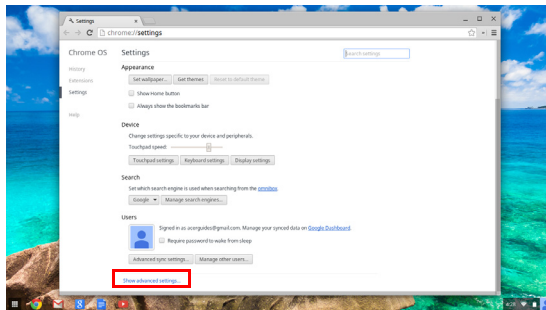 Settings
chrome://settings
Chrome OS
Settings
Search settings
History
Extensions
Settings
Help
Appearance
Set wallpaper... Get themes Reset to default theme
Show Home button
Always show the bookmarks bar
Device
Change settings specific to your device and peripherals.
Touchpad speed:
Touchpad settings Keyboard settings Display settings
Search
Set which search engine is used when searching from the omnibox.
Google Manage search engines...
Users
Signed in as acerguides@gmail.com. Manage your synced data on Google Dashboard.
Require password to wake from sleep
Advanced sync settings... Manage other users...
Show advanced settings...
4:28